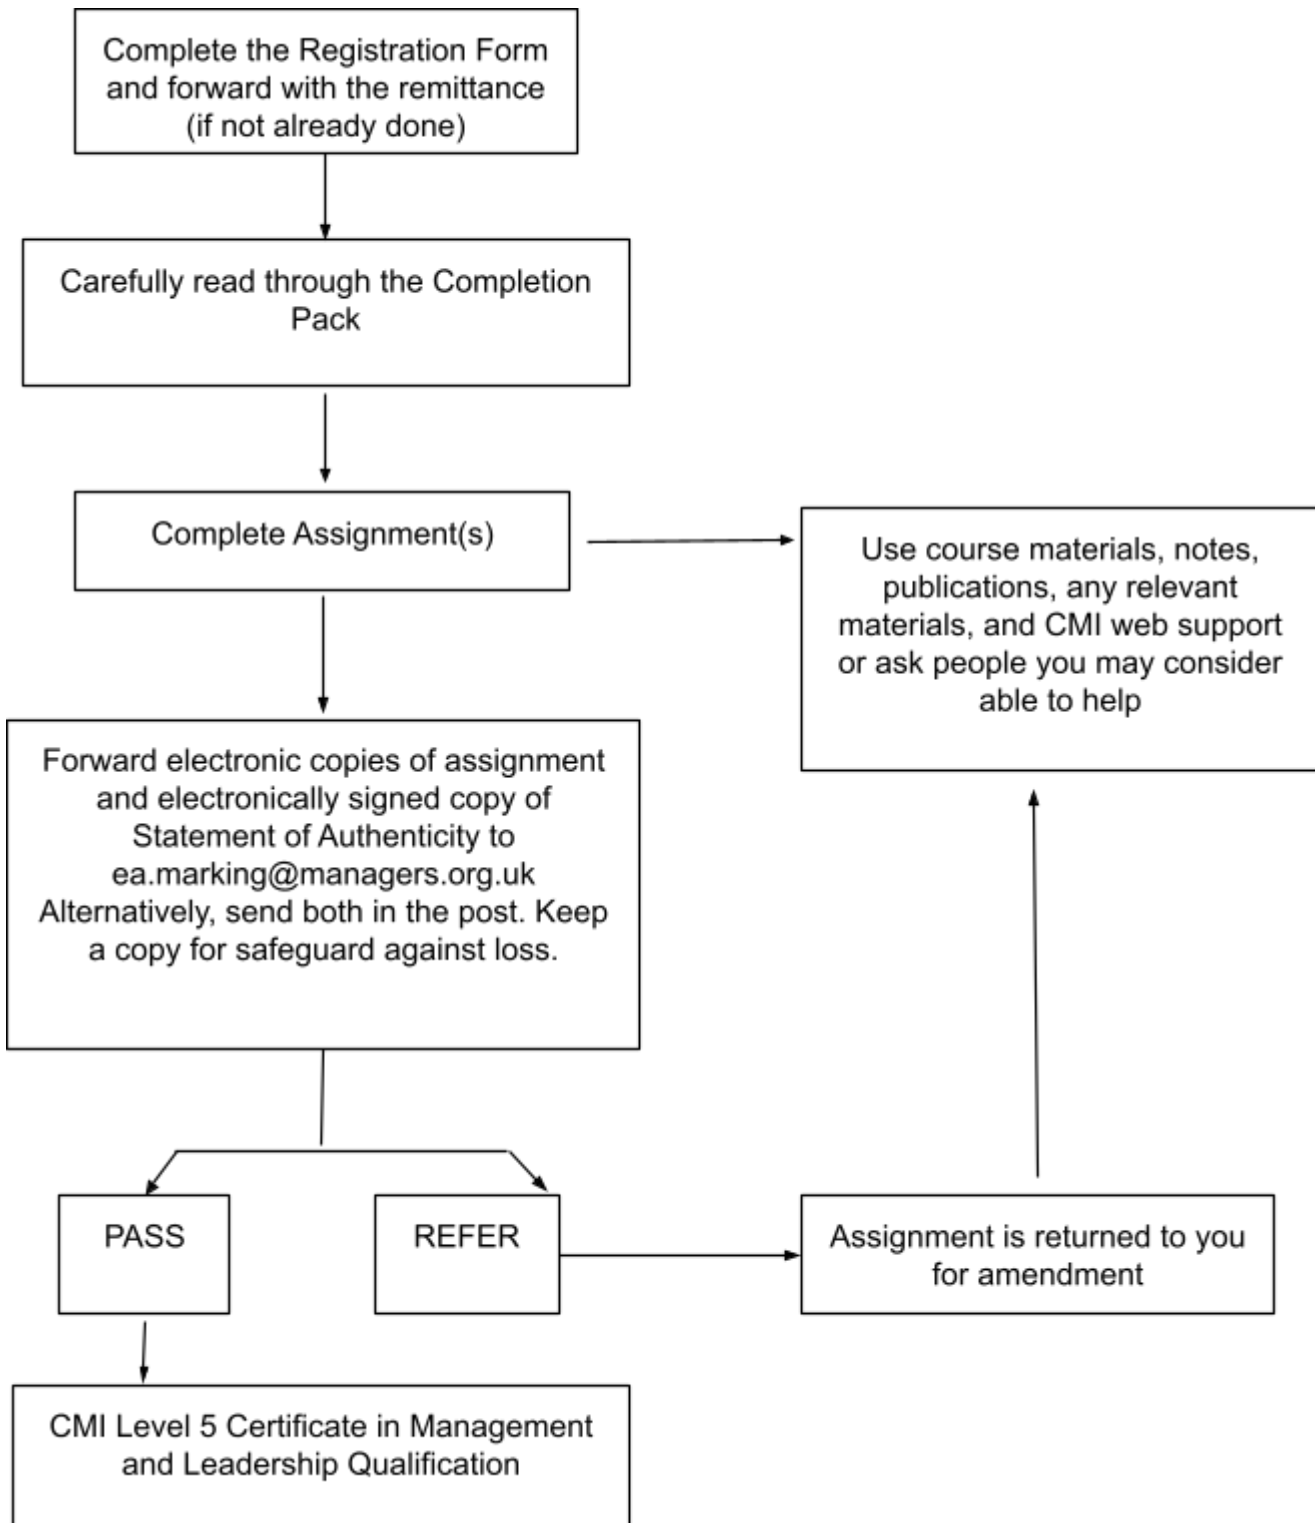 Complete the Registration Form
and forward with the remittance
(if not already done)
Carefully read through the Completion
Pack
Complete Assignment(s)
Use course materials, notes,
publications, any relevant
materials, and CMI web support
or ask people you may consider
able to help
Forward electronic copies of assignment
and electronically signed copy of
Statement of Authenticity to
ea.marking@managers.org.uk
Alternatively, send both in the post. Keep
a copy for safeguard against loss.
PASS
REFER
Assignment is returned to you
for amendment
CMI Level 5 Certificate in Management
and Leadership Qualification